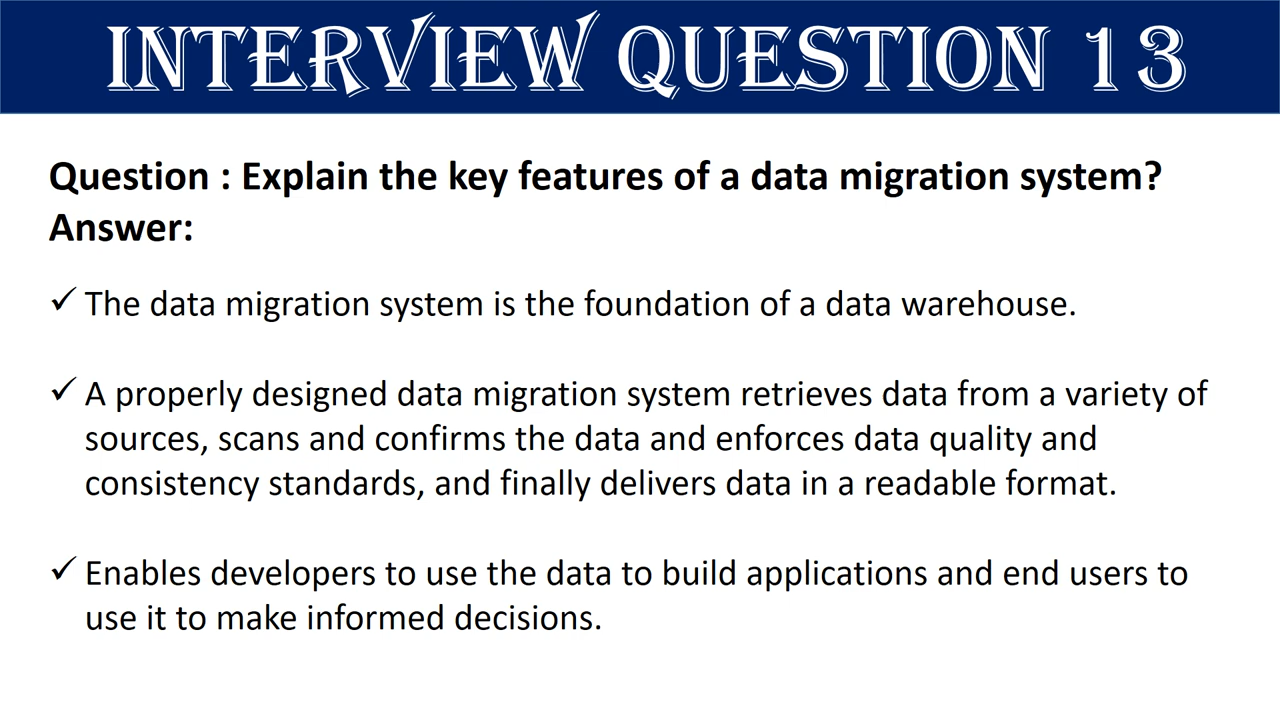 INTERVIEW QUESTION 13
Question : Explain the key features of a data migration system?
Answer:
✓ The data migration system is the foundation of a data warehouse.
✓ A properly designed data migration system retrieves data from a variety of
sources, scans and confirms the data and enforces data quality and
consistency standards, and finally delivers data in a readable format.
✓ Enables developers to use the data to build applications and end users to
use it to make informed decisions.